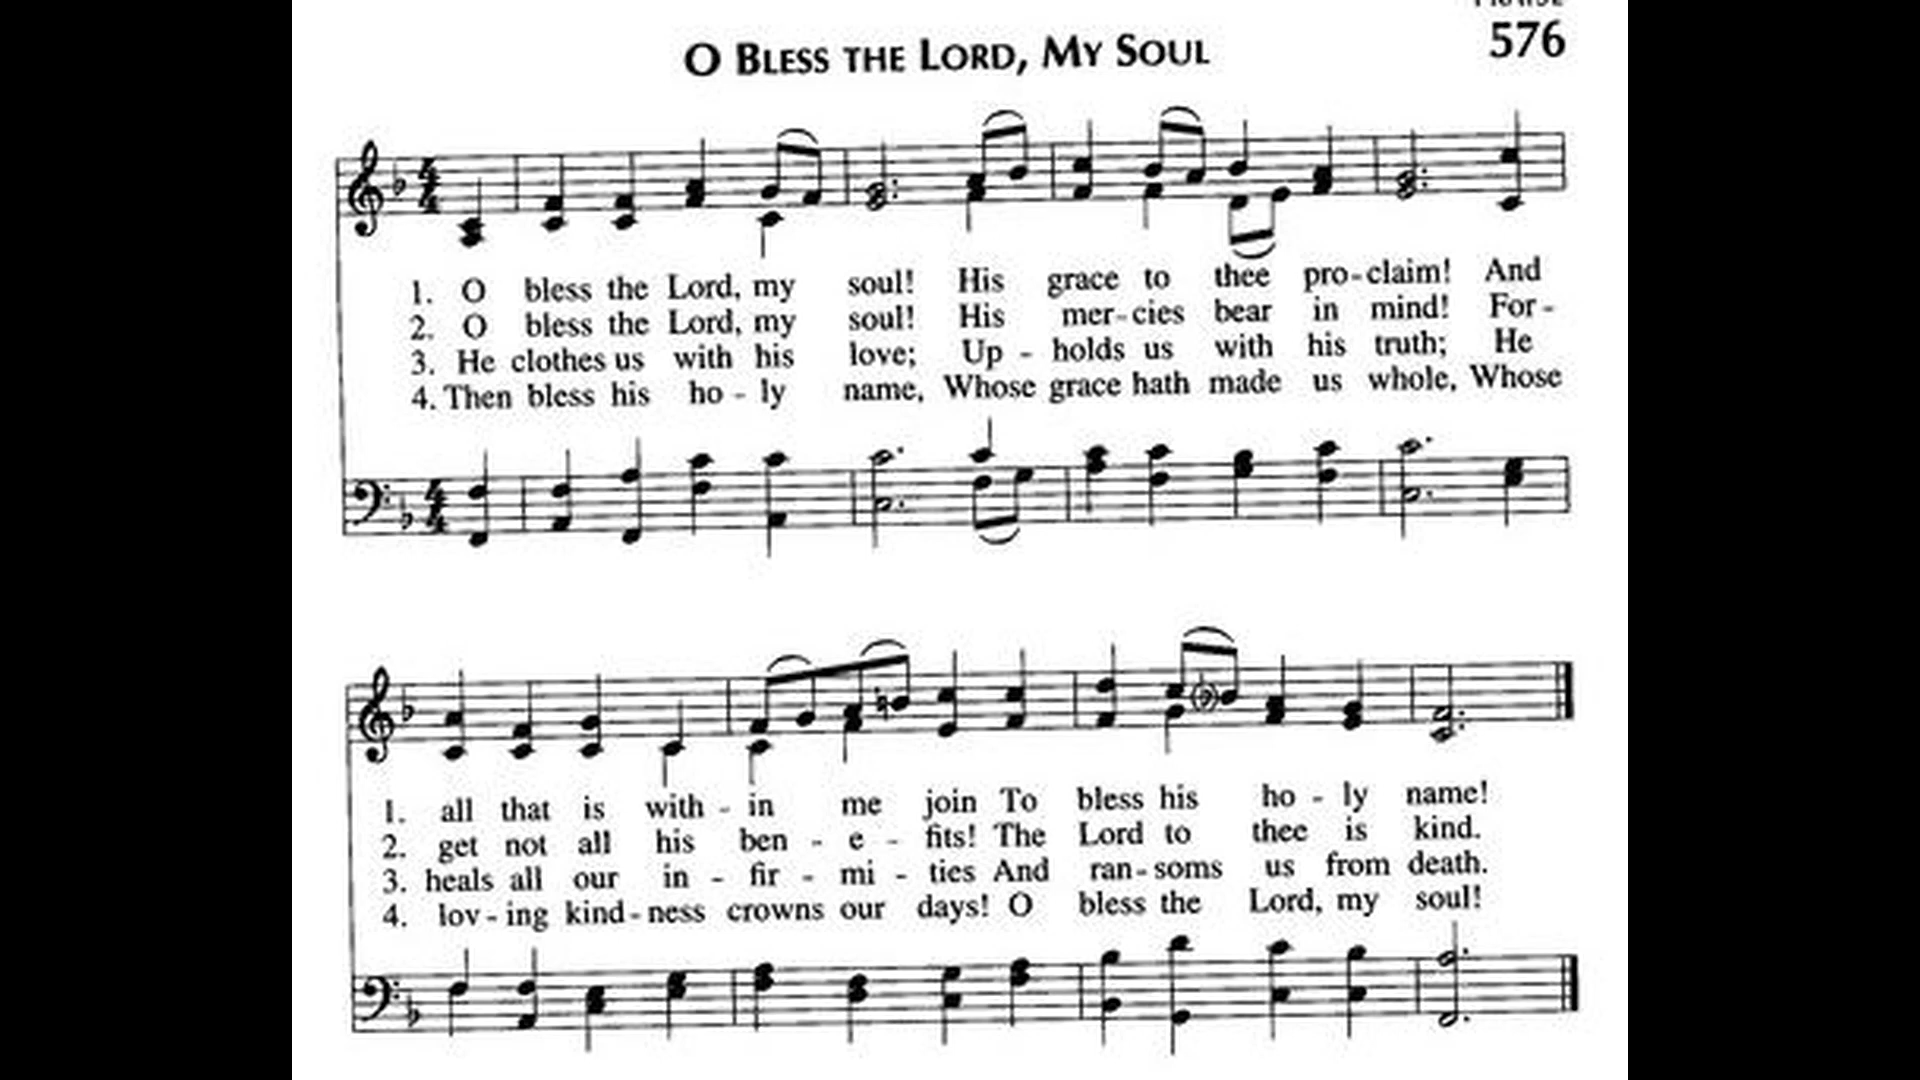 PRAISE
576
O BLESS THE LORD, MY SOUL
4
4
1. O bless the Lord, my soul! His grace to thee pro-claim! And
2. O bless the Lord, my soul! His mer-cies bear in mind! For-
3. He clothes us with his love; Up - holds us with his truth; He
4. Then bless his ho - ly name, Whose grace hath made us whole, Whose
4
4
1. all that is with - in me join To bless his ho - ly name!
2. get not all his ben - e - fits! The Lord to thee is kind.
3. heals all our in - fir - mi - ties And ran-soms us from death.
4. lov - ing kind-ness crowns our days! O bless the Lord, my soul!